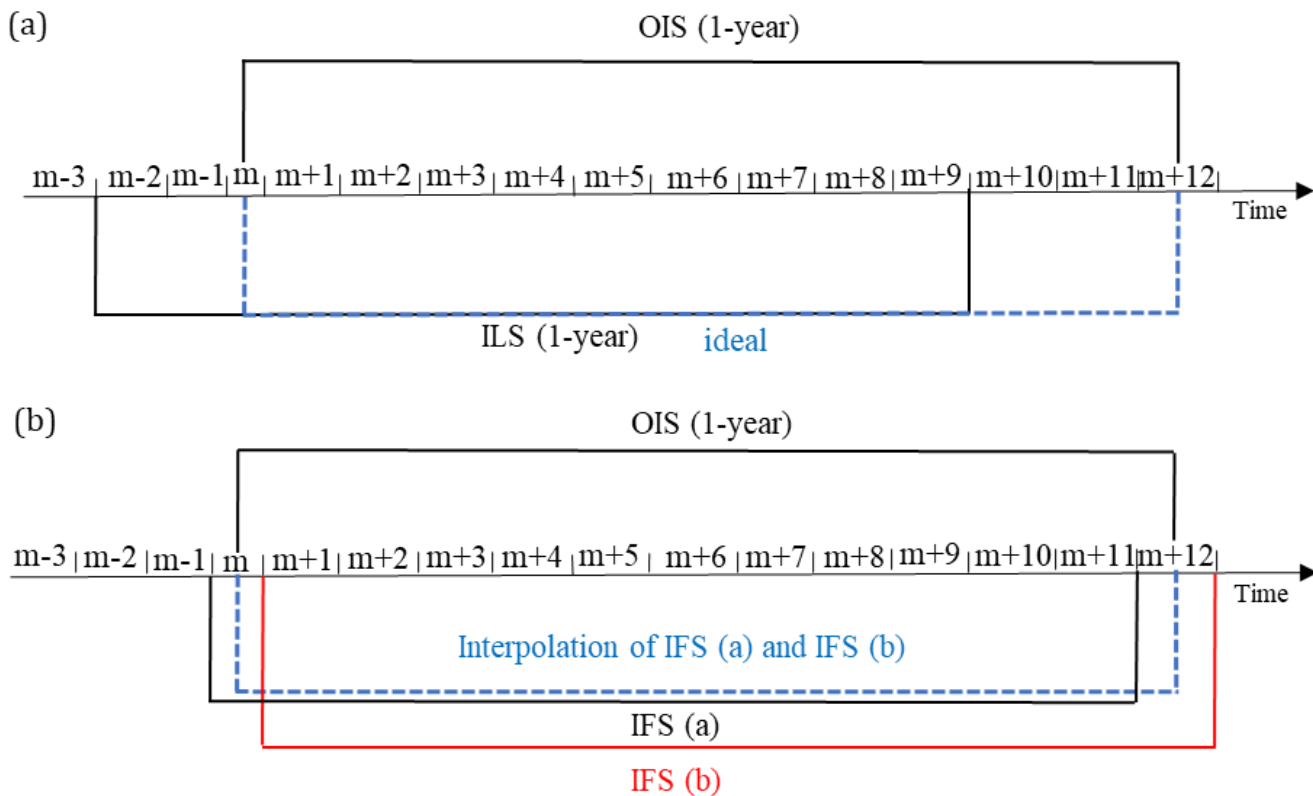 (a)
OIS (1-year)
m-3 m-2 m-1 m m+1 m+2 m+3 m+4 m+5 m+6 m+7 m+8 m+9 m+10 m+11 m+12
Time
ILS (1-year) ideal
(b)
OIS (1-year)
m-3 m-2 m-1 m m+1 m+2 m+3 m+4 m+5 m+6 m+7 m+8 m+9 m+10 m+11 m+12
Time
Interpolation of IFS (a) and IFS (b)
IFS (a)
IFS (b)